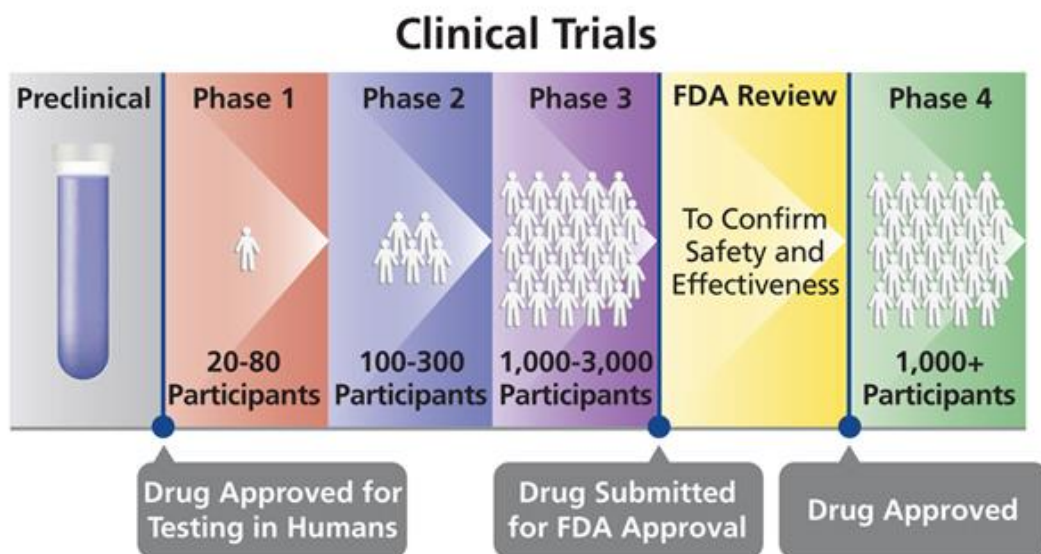 Clinical Trials
Preclinical
Phase 1
20-80
Participants
Phase 2
100-300
Participants
Phase 3
1,000-3,000
Participants
FDA Review
To Confirm
Safety and
Effectiveness
Phase 4
1,000+
Participants
Drug Approved for
Testing in Humans
Drug Submitted
for FDA Approval
Drug Approved